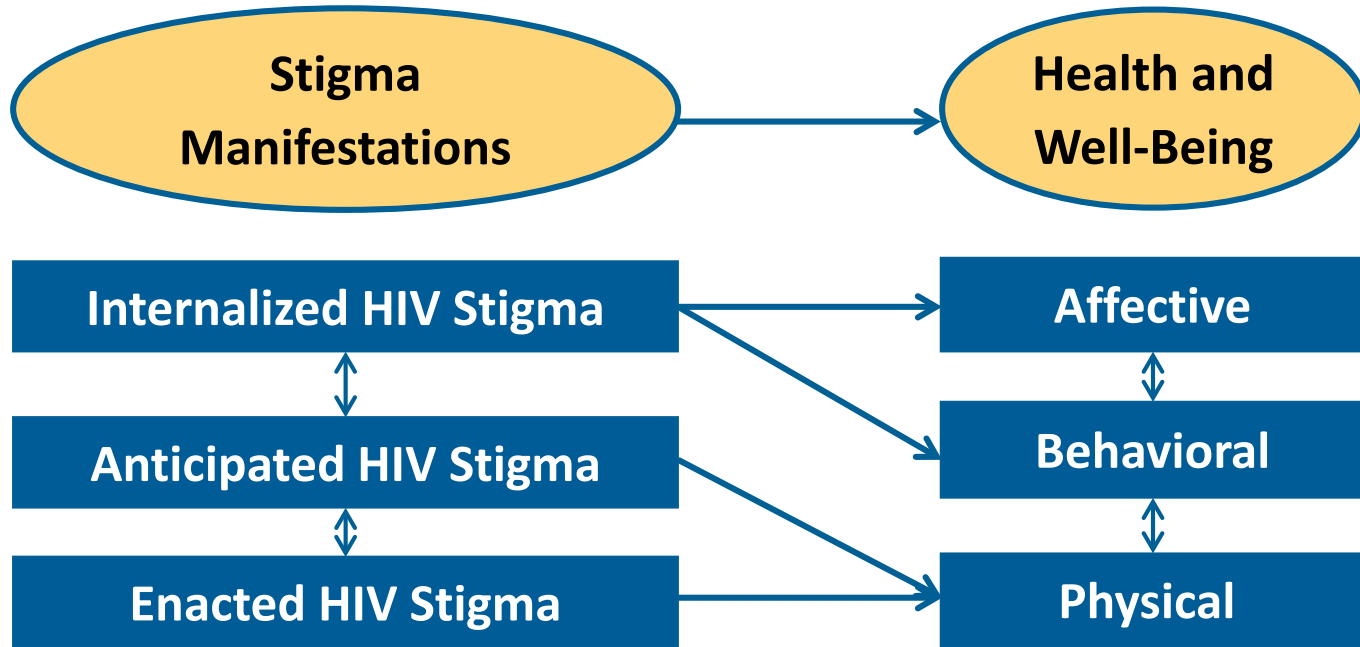 Stigma
Manifestations
Health and
Well-Being
Internalized HIV Stigma
Affective
Anticipated HIV Stigma
Behavioral
Enacted HIV Stigma
Physical